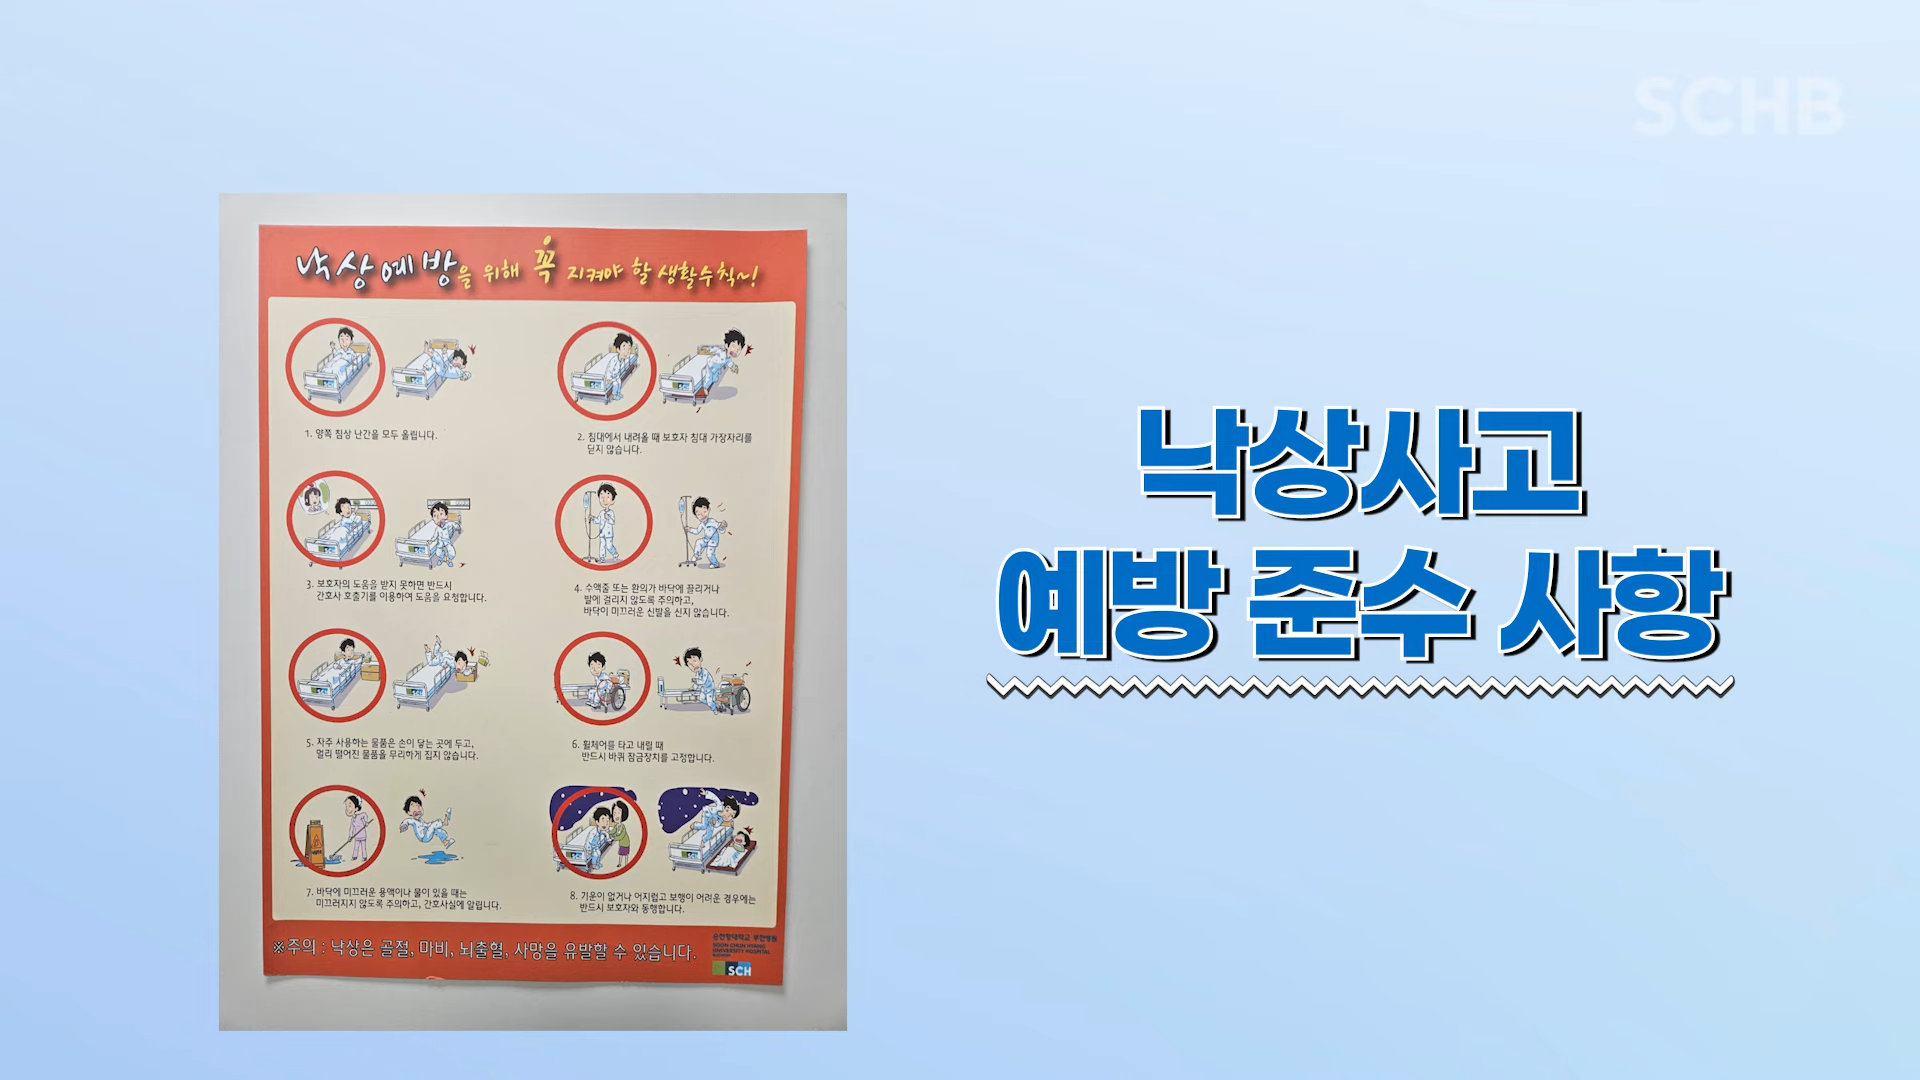 SCHB
낙상예방을 위해 꼭 지켜야 할 생활수칙~!
1. 양쪽 침상 난간을 모두 올립니다.
2. 침대에서 내려올 때 보호자 침대 가장자리를
딛지 않습니다.
3. 보호자의 도움을 받지 못하면 반드시
간호사 호출기를 이용하여 도움을 요청합니다.
4. 수액줄 또는 환의가 바닥에 끌리거나
발에 걸리지 않도록 주의하고,
바닥이 미끄러운 신발을 신지 않습니다.
5. 자주 사용하는 물품은 손이 닿는 곳에 두고,
멀리 떨어진 물품을 무리하게 집지 않습니다.
6. 휠체어를 타고 내릴 때
반드시 바퀴 잠금장치를 고정합니다.
7. 바닥에 미끄러운 용액이나 물이 있을 때는
미끄러지지 않도록 주의하고, 간호사실에 알립니다.
8. 기운이 없거나 어지럽고 보행이 어려운 경우에는
반드시 보호자와 동행합니다.
※주의 : 낙상은 골절, 마비, 뇌출혈, 사망을 유발할 수 있습니다.
순천향대학교 부천병원
SOON CHUN HYANG
UNIVERSITY HOSPITAL
SCH
낙상사고
예방 준수 사항